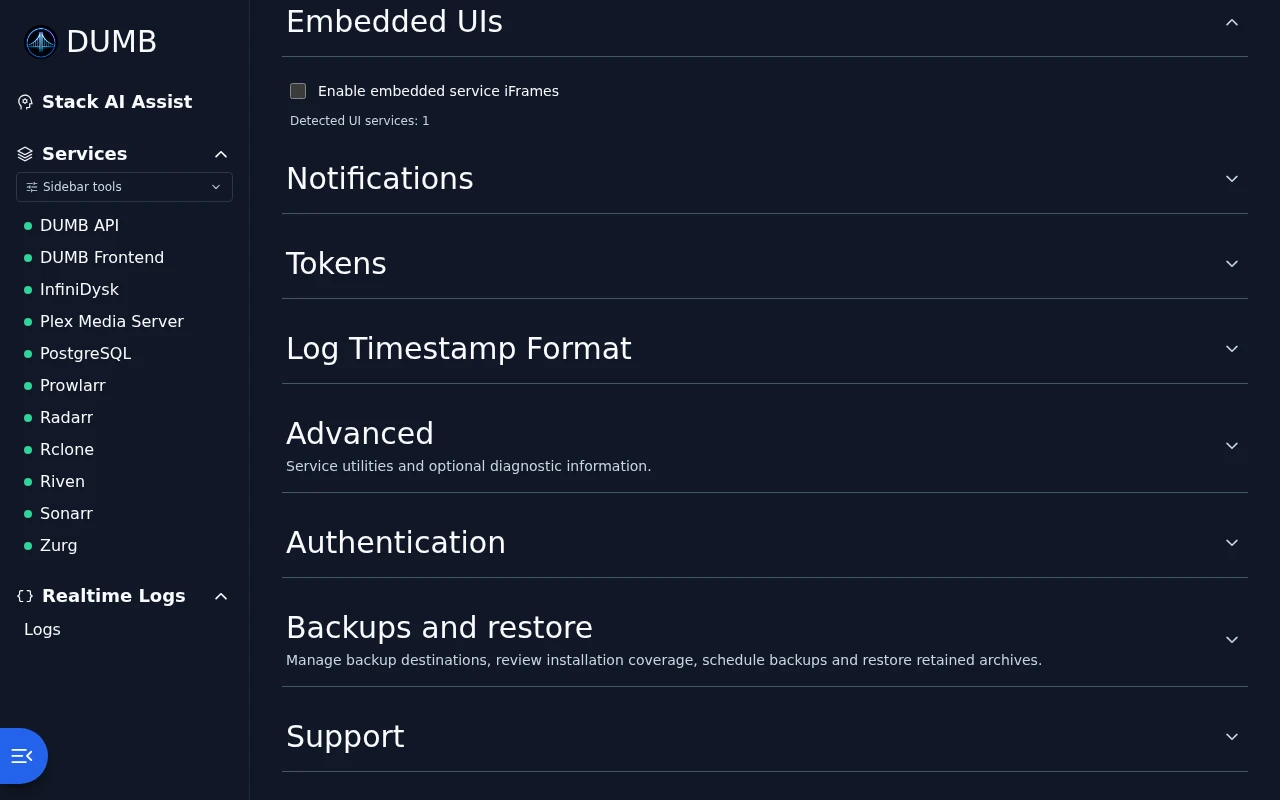 DUMB
Stack AI Assist
Services
Sidebar tools
DUMB API
DUMB Frontend
InfiniDysk
Plex Media Server
PostgreSQL
Prowlarr
Radarr
Rclone
Riven
Sonarr
Zurg
Realtime Logs
Logs
Embedded UIs
Enable embedded service iFrames
Detected UI services: 1
Notifications
Tokens
Log Timestamp Format
Advanced
Service utilities and optional diagnostic information.
Authentication
Backups and restore
Manage backup destinations, review installation coverage, schedule backups and restore retained archives.
Support